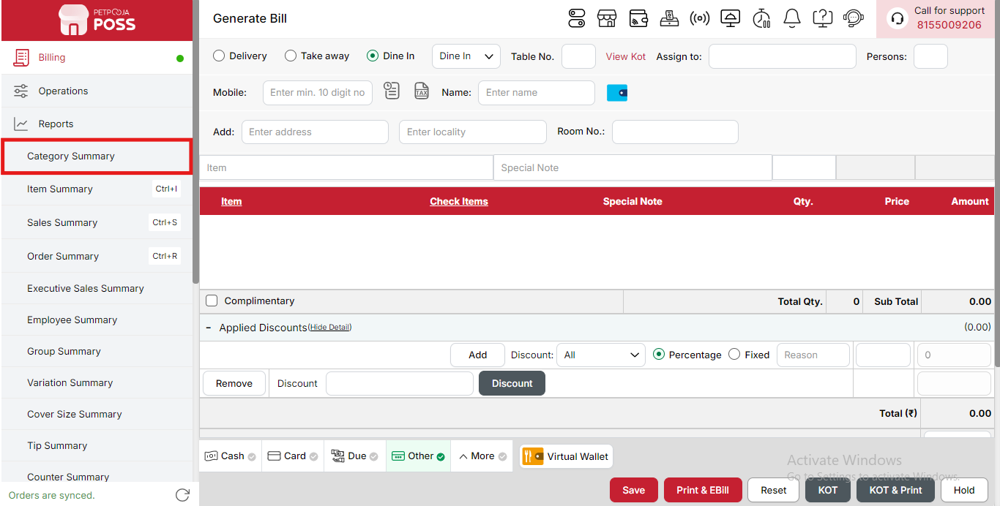 PETPOOJA
POSS
Generate Bill
Call for support
8155009206
Billing
Operations
Reports
Category Summary
Item Summary Ctrl+I
Sales Summary Ctrl+S
Order Summary Ctrl+R
Executive Sales Summary
Employee Summary
Group Summary
Variation Summary
Cover Size Summary
Tip Summary
Counter Summary
Orders are synced.
Delivery Take away Dine In Dine In Table No. View Kot Assign to: Persons:
Mobile: Enter min. 10 digit no TAX Name: Enter name
Add: Enter address Enter locality Room No.:
Item Special Note
Item Check Items Special Note Qty. Price Amount
Complimentary Total Qty. 0 Sub Total 0.00
- Applied Discounts(Hide Detail) (0.00)
Add Discount: All Percentage Fixed Reason 0
Remove Discount Discount
Total (₹) 0.00
Cash Card Due Other More Virtual Wallet
Activate Windows
Go to Settings to activate Windows.
Save Print & EBill Reset KOT KOT & Print Hold